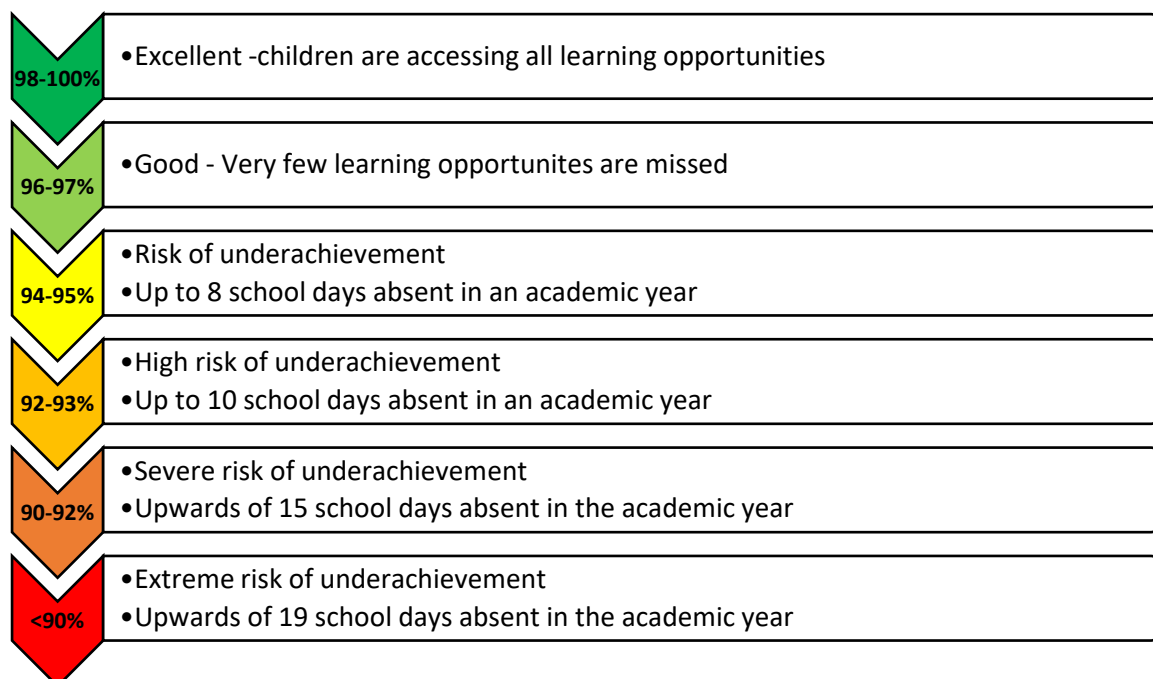 98-100%
•Excellent -children are accessing all learning opportunities
96-97%
•Good - Very few learning opportunites are missed
94-95%
•Risk of underachievement
•Up to 8 school days absent in an academic year
92-93%
•High risk of underachievement
•Up to 10 school days absent in an academic year
90-92%
•Severe risk of underachievement
•Upwards of 15 school days absent in the academic year
<90%
•Extreme risk of underachievement
•Upwards of 19 school days absent in the academic year